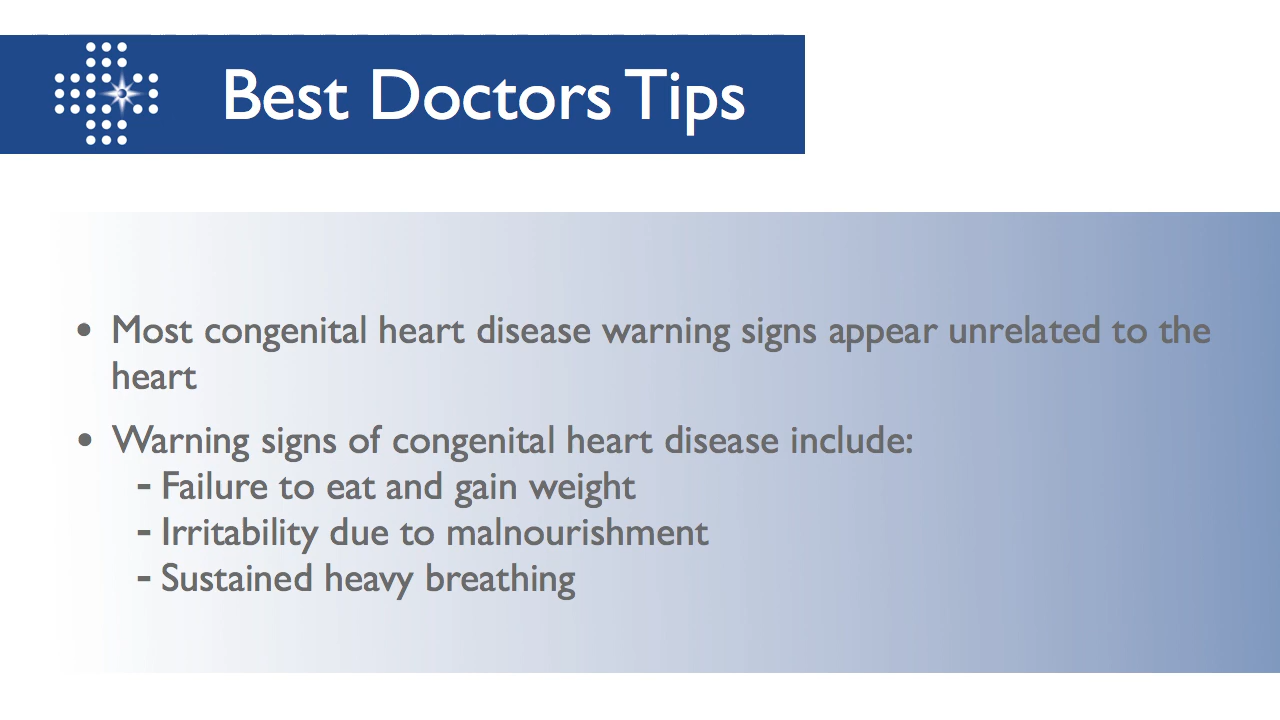 Best Doctors Tips
• Most congenital heart disease warning signs appear unrelated to the
heart
• Warning signs of congenital heart disease include:
- Failure to eat and gain weight
- Irritability due to malnourishment
- Sustained heavy breathing